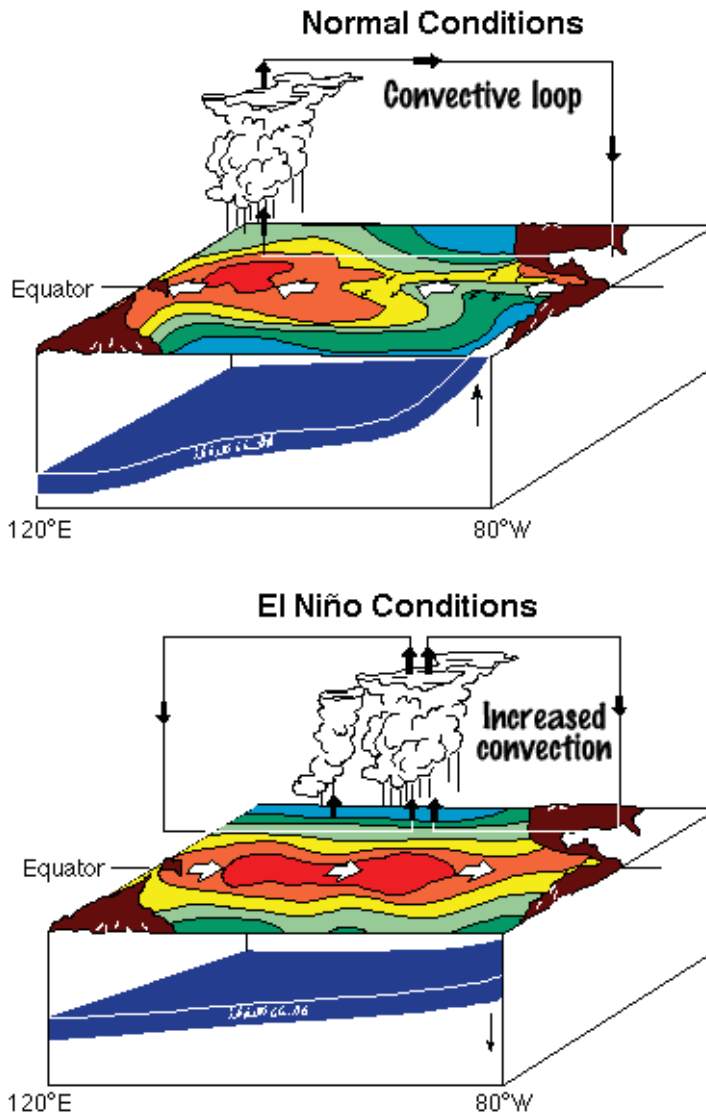 Normal Conditions
Convective loop
Equator
120°E
80°W
El Niño Conditions
Increased
convection
Equator
120°E
80°W